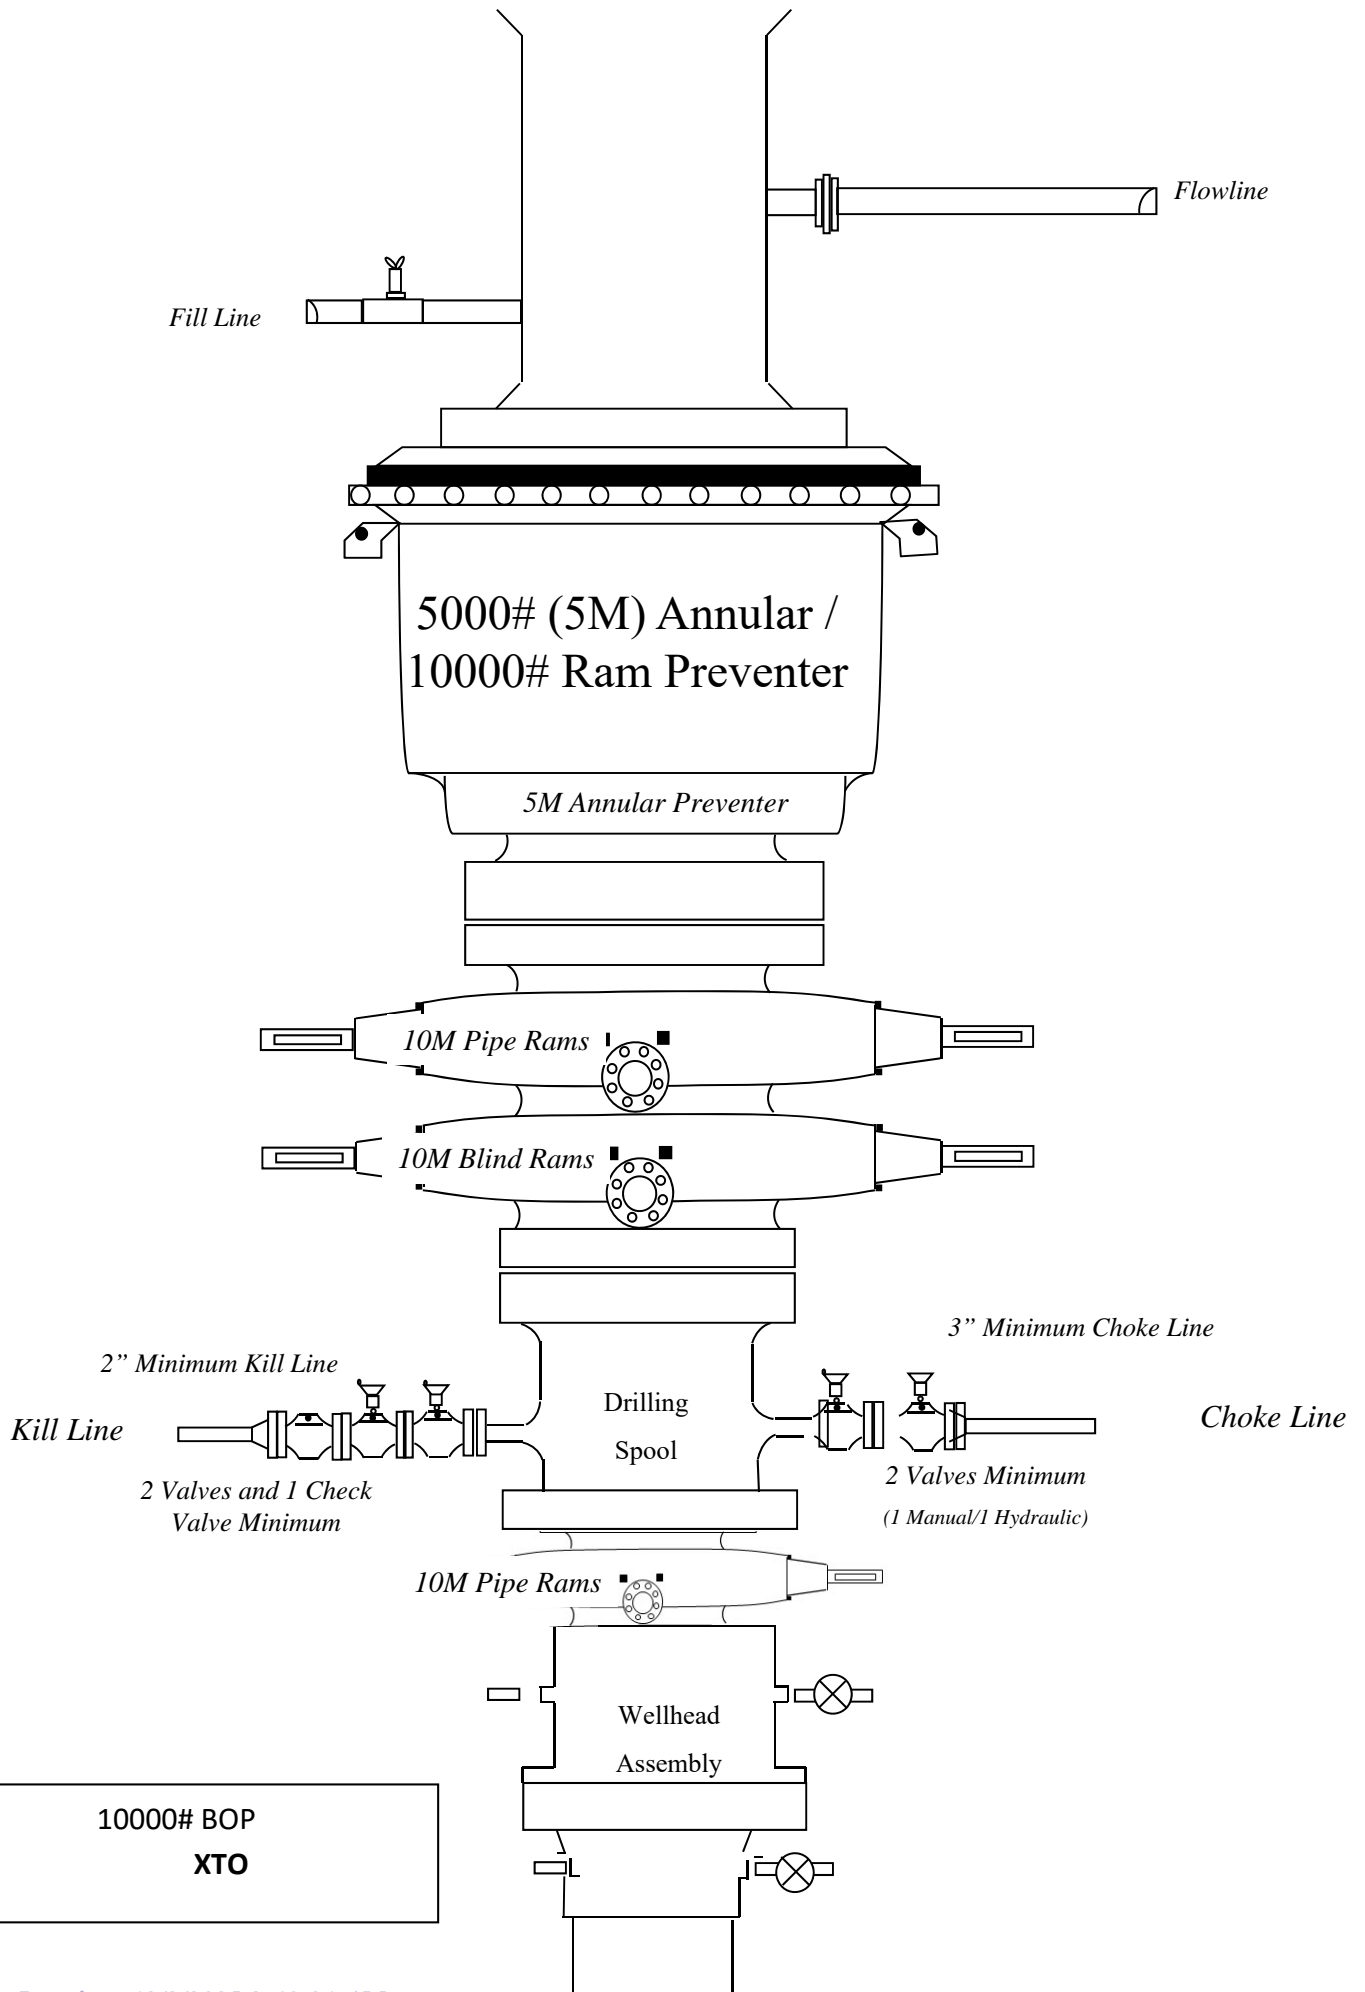 Flowline
Fill Line
5000# (5M) Annular /
10000# Ram Preventer
5M Annular Preventer
10M Pipe Rams
10M Blind Rams
3” Minimum Choke Line
2” Minimum Kill Line
Drilling
Spool
Kill Line
Choke Line
2 Valves and 1 Check
Valve Minimum
2 Valves Minimum
(1 Manual/1 Hydraulic)
10M Pipe Rams
Wellhead
Assembly
10000# BOP
XTO